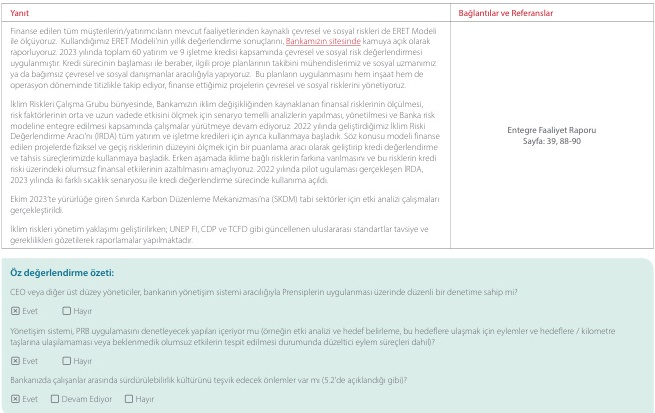 Yanıt
Bağlantılar ve Referanslar
Finanse edilen tüm müşterilerin/yatırımcıların mevcut faaliyetlerinden kaynaklı çevresel ve sosyal riskleri de ERET Modeli
ile ölçüyoruz. Kullandığımız ERET Modeli'nin yıllık değerlendirme sonuçlarını, Bankamızın sitesinde kamuya açık olarak
raporluyoruz. 2023 yılında toplam 60 yatırım ve 9 işletme kredisi kapsamında çevresel ve sosyal risk değerlendirmesi
uygulanmıştır. Kredi sürecinin başlaması ile beraber, ilgili proje planlarının takibini mühendislerimiz ve sosyal uzmanımız
ya da bağımsız çevresel ve sosyal danışmanlar aracılığıyla yapıyoruz. Bu planların uygulanmasını hem inşaat hem de
operasyon döneminde titizlikle takip ediyor, finanse ettiğimiz projelerin çevresel ve sosyal risklerini yönetiyoruz.
İklim Riskleri Çalışma Grubu bünyesinde, Bankamızın iklim değişikliğinden kaynaklanan finansal risklerinin ölçülmesi,
risk faktörlerinin orta ve uzun vadede etkisini ölçmek için senaryo temelli analizlerin yapılması, yönetilmesi ve Banka risk
modeline entegre edilmesi kapsamında çalışmalar yürütmeye devam ediyoruz. 2022 yılında geliştirdiğimiz İklim Riski
Değerlendirme Aracı'nı (IRDA) tüm yatırım ve işletme kredileri için ayrıca kullanmaya başladık. Söz konusu modeli finanse
edilen projelerde fiziksel ve geçiş risklerinin düzeyini ölçmek için bir puanlama aracı olarak geliştirip kredi değerlendirme
ve tahsis süreçlerimizde kullanmaya başladık. Erken aşamada iklime bağlı risklerin farkına varılmasını ve bu risklerin kredi
riski üzerindeki olumsuz finansal etkilerinin azaltılmasını amaçlıyoruz. 2022 yılında pilot uygulaması gerçekleşen IRDA,
2023 yılında iki farklı sıcaklık senaryosu ile kredi değerlendirme sürecinde kullanıma açıldı.
Ekim 2023'te yürürlüğe giren Sınırda Karbon Düzenleme Mekanizması'na (SKDM) tabi sektörler için etki analizi çalışmaları
gerçekleştirildi.
İklim riskleri yönetim yaklaşımı geliştirilirken; UNEP FI, CDP ve TCFD gibi güncellenen uluslararası standartlar tavsiye ve
gereklilikleri gözetilerek raporlamalar yapılmaktadır.
Entegre Faaliyet Raporu
Sayfa: 39, 88-90
Öz değerlendirme özeti:
CEO veya diğer üst düzey yöneticiler, bankanın yönetişim sistemi aracılığıyla Prensiplerin uygulanması üzerinde düzenli bir denetime sahip mi?
☒ Evet ☐ Hayır
Yönetişim sistemi, PRB uygulamasını denetleyecek yapıları içeriyor mu (örneğin etki analizi ve hedef belirleme, bu hedeflere ulaşmak için eylemler ve hedeflere / kilometre
taşlarına ulaşılamaması veya beklenmedik olumsuz etkilerin tespit edilmesi durumunda düzeltici eylem süreçleri dahil)?
☒ Evet ☐ Hayır
Bankanızda çalışanlar arasında sürdürülebilirlik kültürünü teşvik edecek önlemler var mı (5.2'de açıklandığı gibi)?
☒ Evet ☐ Devam Ediyor ☐ Hayır